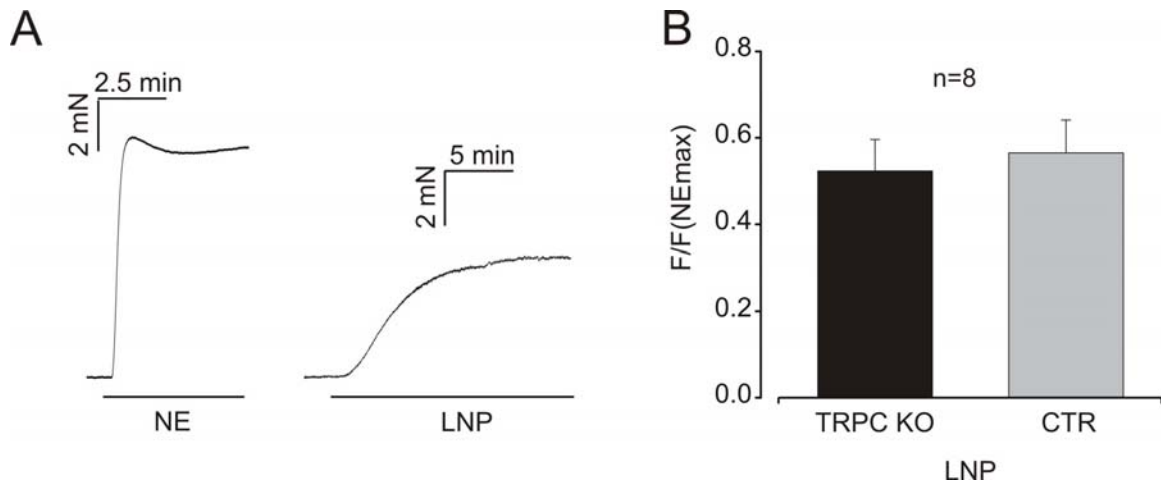 A
2.5 min
2 mN
5 min
2 mN
NE
LNP
B
0.8
0.6
0.4
0.2
0.0
F/F(NEmax)
n=8
TRPC KO
CTR
LNP